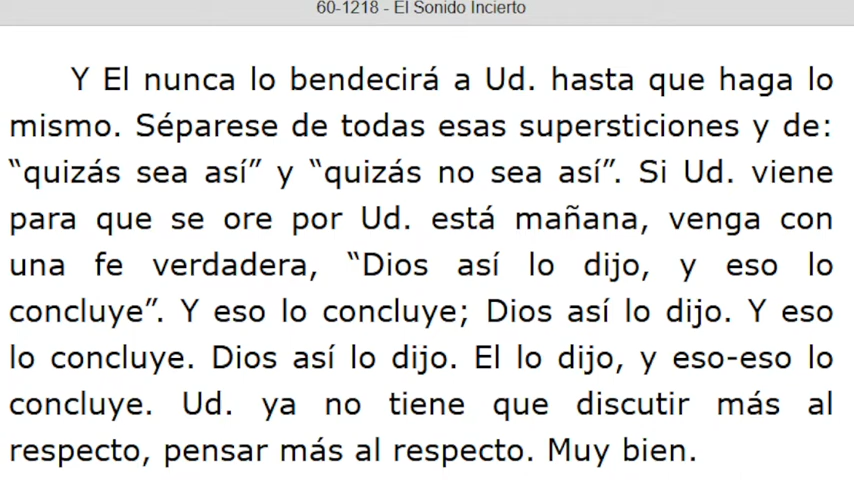 60-1218 - El Sonido Incierto
Y El nunca lo bendecirá a Ud. hasta que haga lo
mismo. Séparese de todas esas supersticiones y de:
“quizás sea así” y “quizás no sea así”. Si Ud. viene
para que se ore por Ud. está mañana, venga con
una fe verdadera, “Dios así lo dijo, y eso lo
concluye”. Y eso lo concluye; Dios así lo dijo. Y eso
lo concluye. Dios así lo dijo. El lo dijo, y eso-eso lo
concluye. Ud. ya no tiene que discutir más al
respecto, pensar más al respecto. Muy bien.